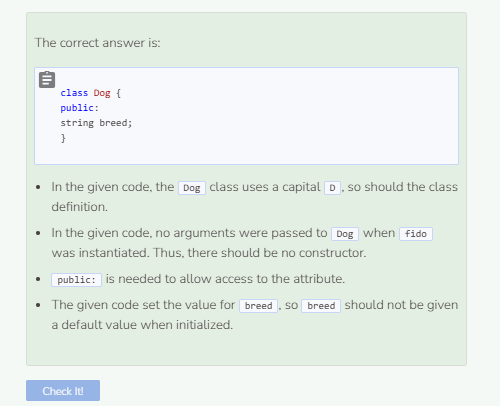 The correct answer is:
class Dog {
public:
string breed;
}
• In the given code, the Dog class uses a capital D, so should the class
definition.
• In the given code, no arguments were passed to Dog when fido
was instantiated. Thus, there should be no constructor.
• public: is needed to allow access to the attribute.
• The given code set the value for breed, so breed should not be given
a default value when initialized.
Check It!